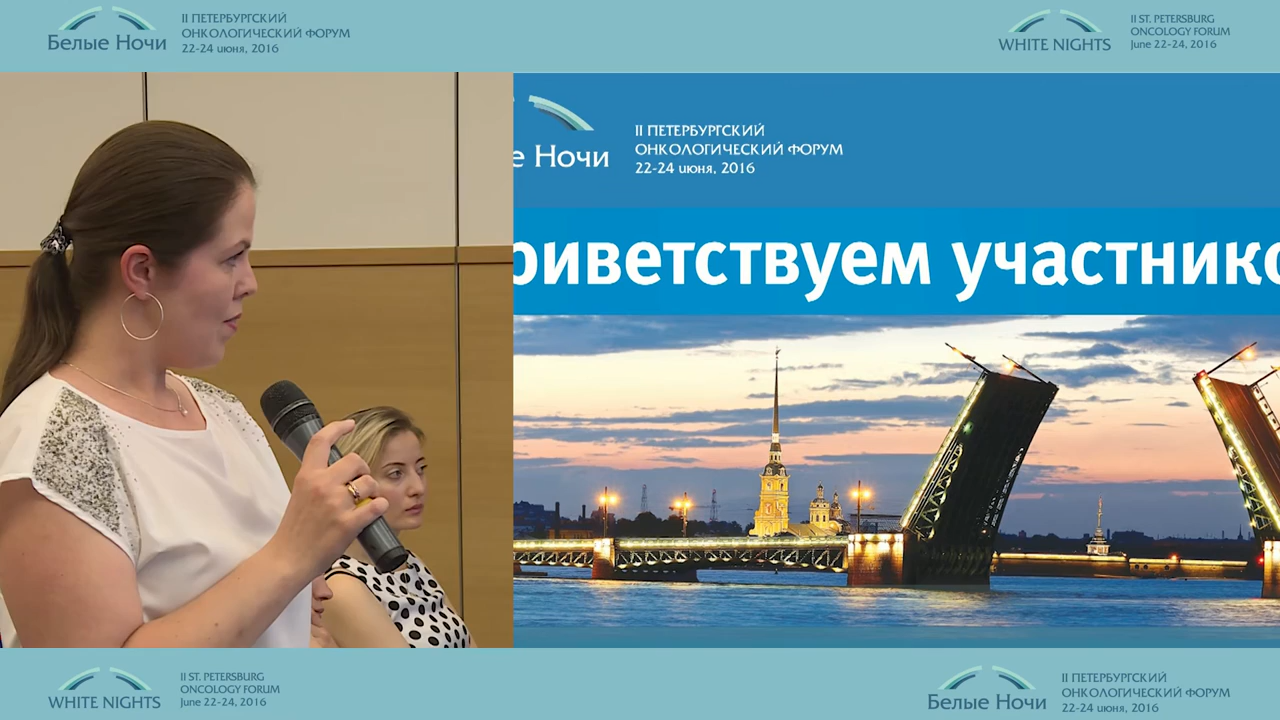 Белые Ночи
II ПЕТЕРБУРГСКИЙ
ОНКОЛОГИЧЕСКИЙ ФОРУМ
22-24 июня, 2016
WHITE NIGHTS
II ST. PETERSBURG
ONCOLOGY FORUM
June 22-24, 2016
е Ночи
II ПЕТЕРБУРГСКИЙ
ОНКОЛОГИЧЕСКИЙ ФОРУМ
22-24 июня, 2016
риветствуем участнико
WHITE NIGHTS
II ST. PETERSBURG
ONCOLOGY FORUM
June 22-24, 2016
Белые Ночи
II ПЕТЕРБУРГСКИЙ
ОНКОЛОГИЧЕСКИЙ ФОРУМ
22-24 июня, 2016